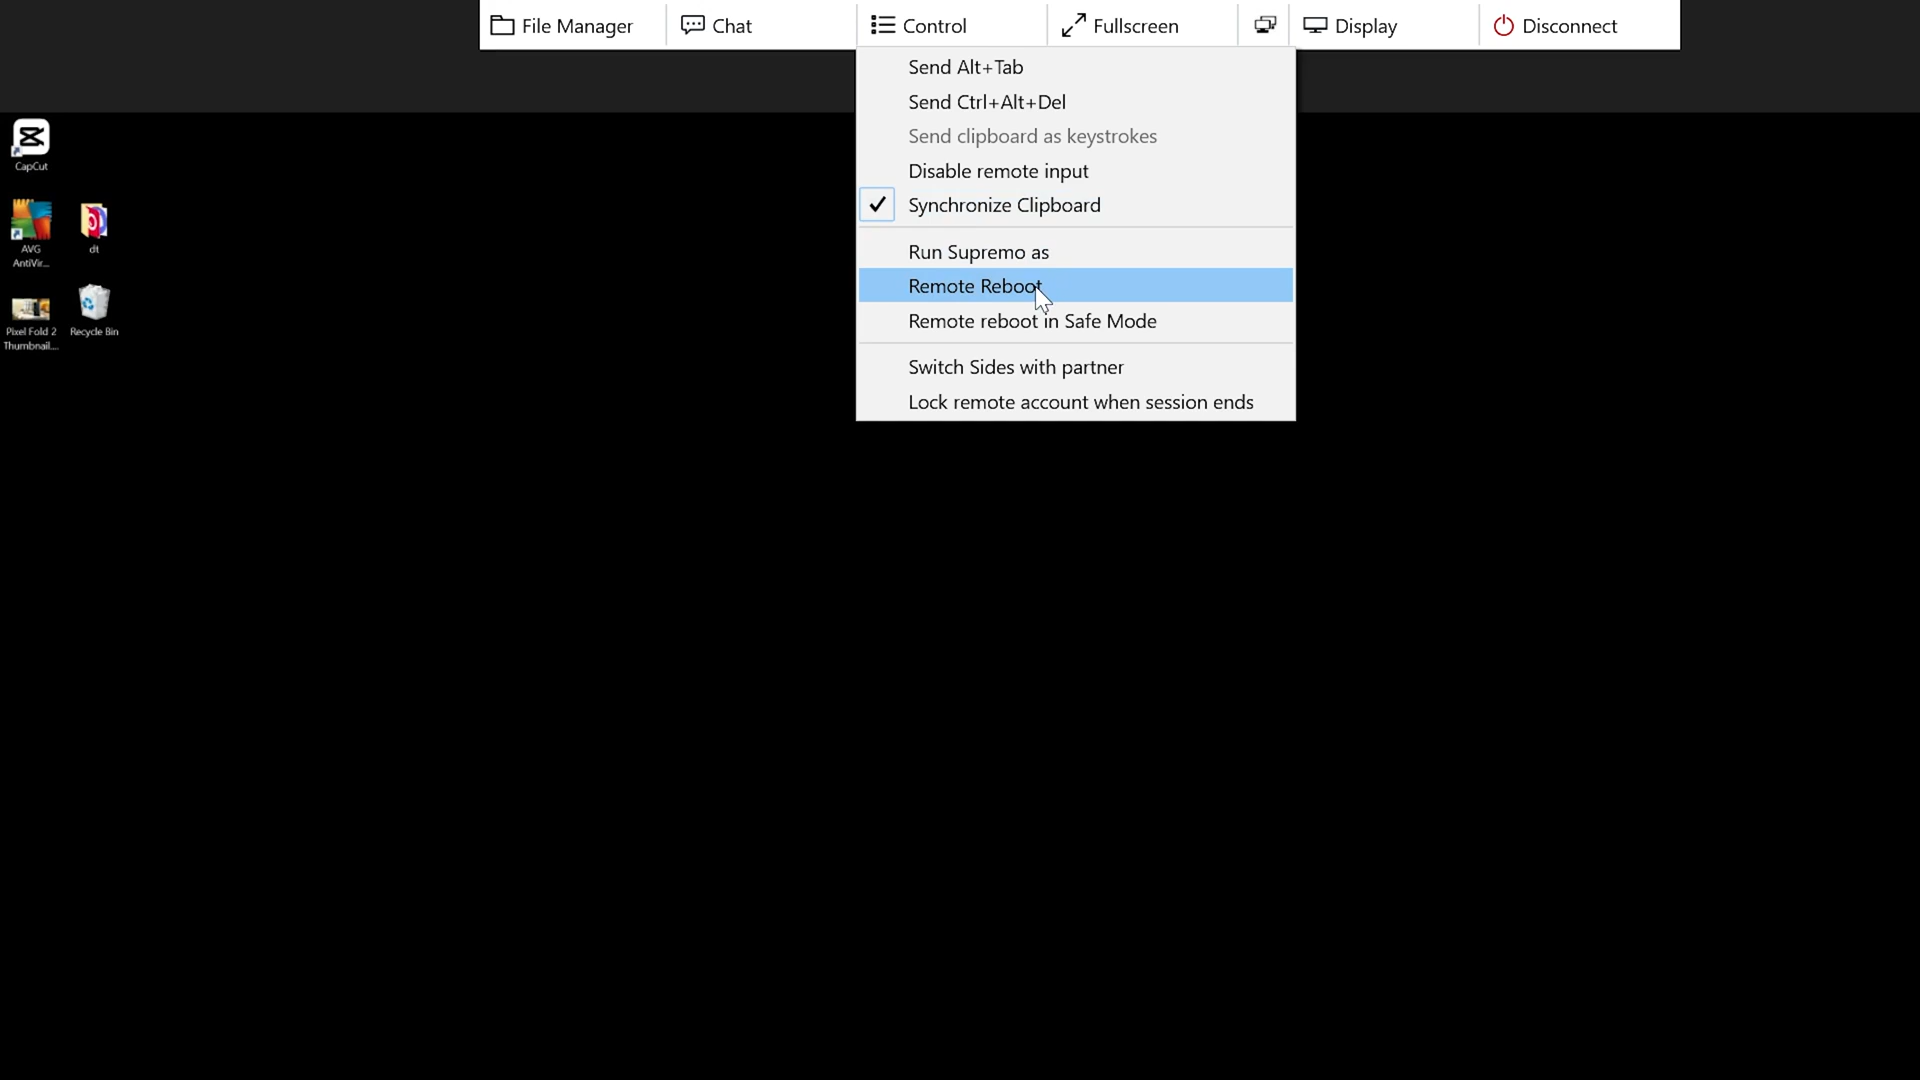 File Manager
Chat
Control
Fullscreen
Display
Disconnect
Send Alt+Tab
Send Ctrl+Alt+Del
Send clipboard as keystrokes
Disable remote input
Synchronize Clipboard
Run Supremo as
Remote Reboot
Remote reboot in Safe Mode
Switch Sides with partner
Lock remote account when session ends
CapCut
AVG
AntiVir...
dt
Pixel Fold 2
Thumbnail....
Recycle Bin